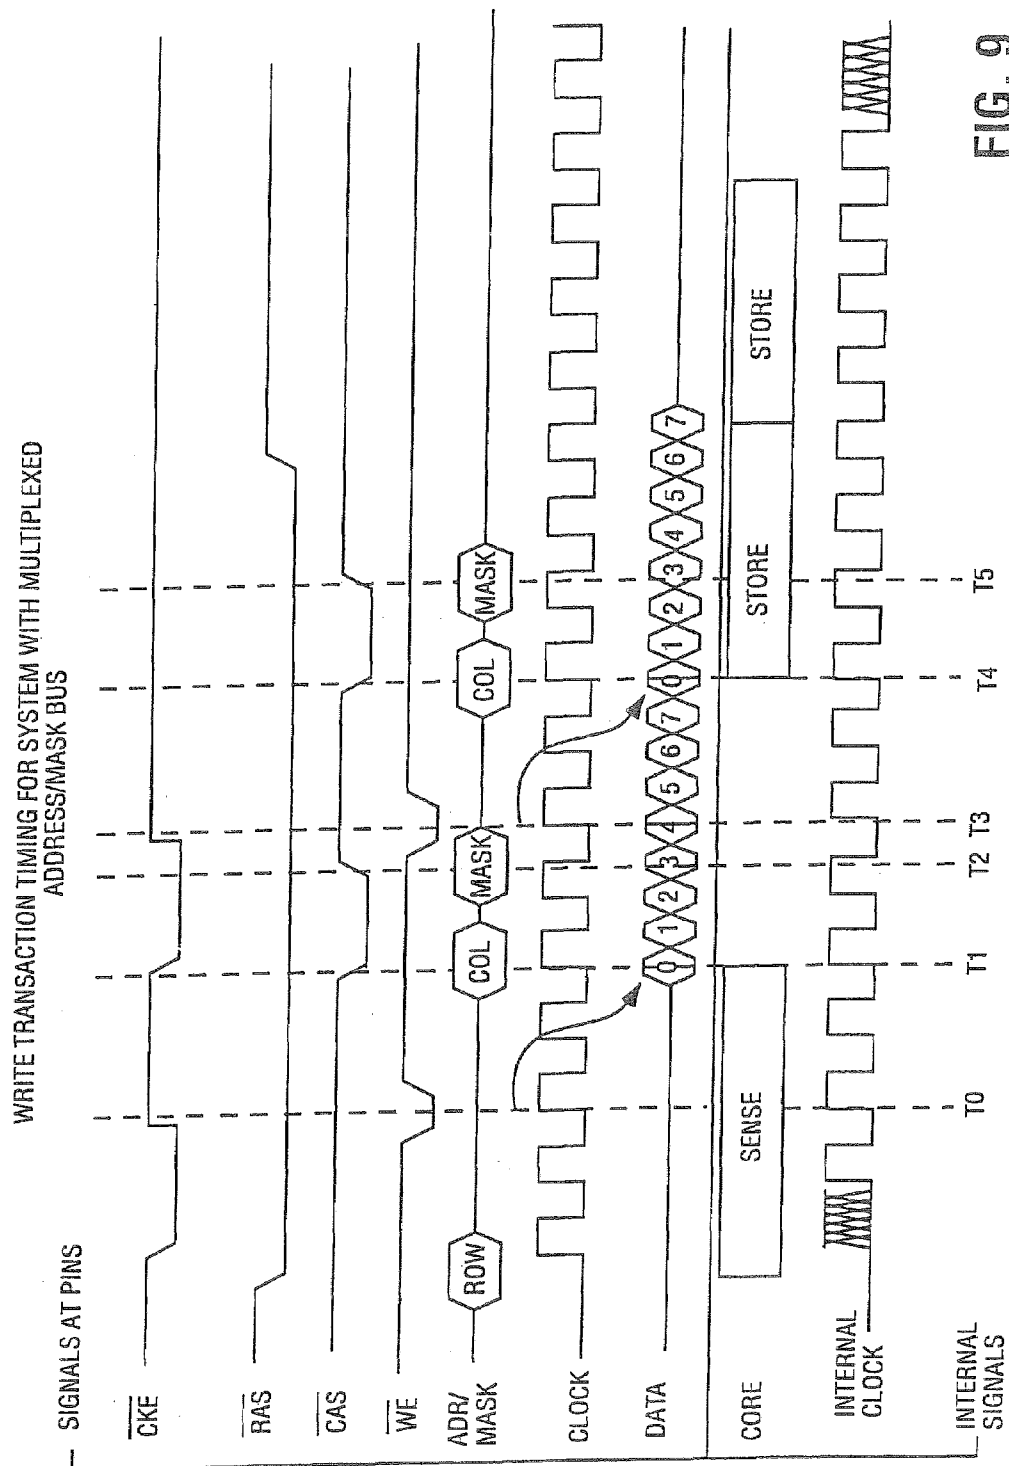 WRITE TRANSACTION TIMING FOR SYSTEM WITH MULTIPLEXED
ADDRESS/MASK BUS
SIGNALS AT PINS
CKE
RAS
CAS
WE
ADR/
MASK
ROW
COL
MASK
COL
MASK
CLOCK
DATA
0 1 2 3 4 5 6 7 0 1 2 3 4 5 6 7
CORE
SENSE
STORE
STORE
INTERNAL
CLOCK
INTERNAL
SIGNALS
T0
T1
T2
T3
T4
T5
FIG. 9